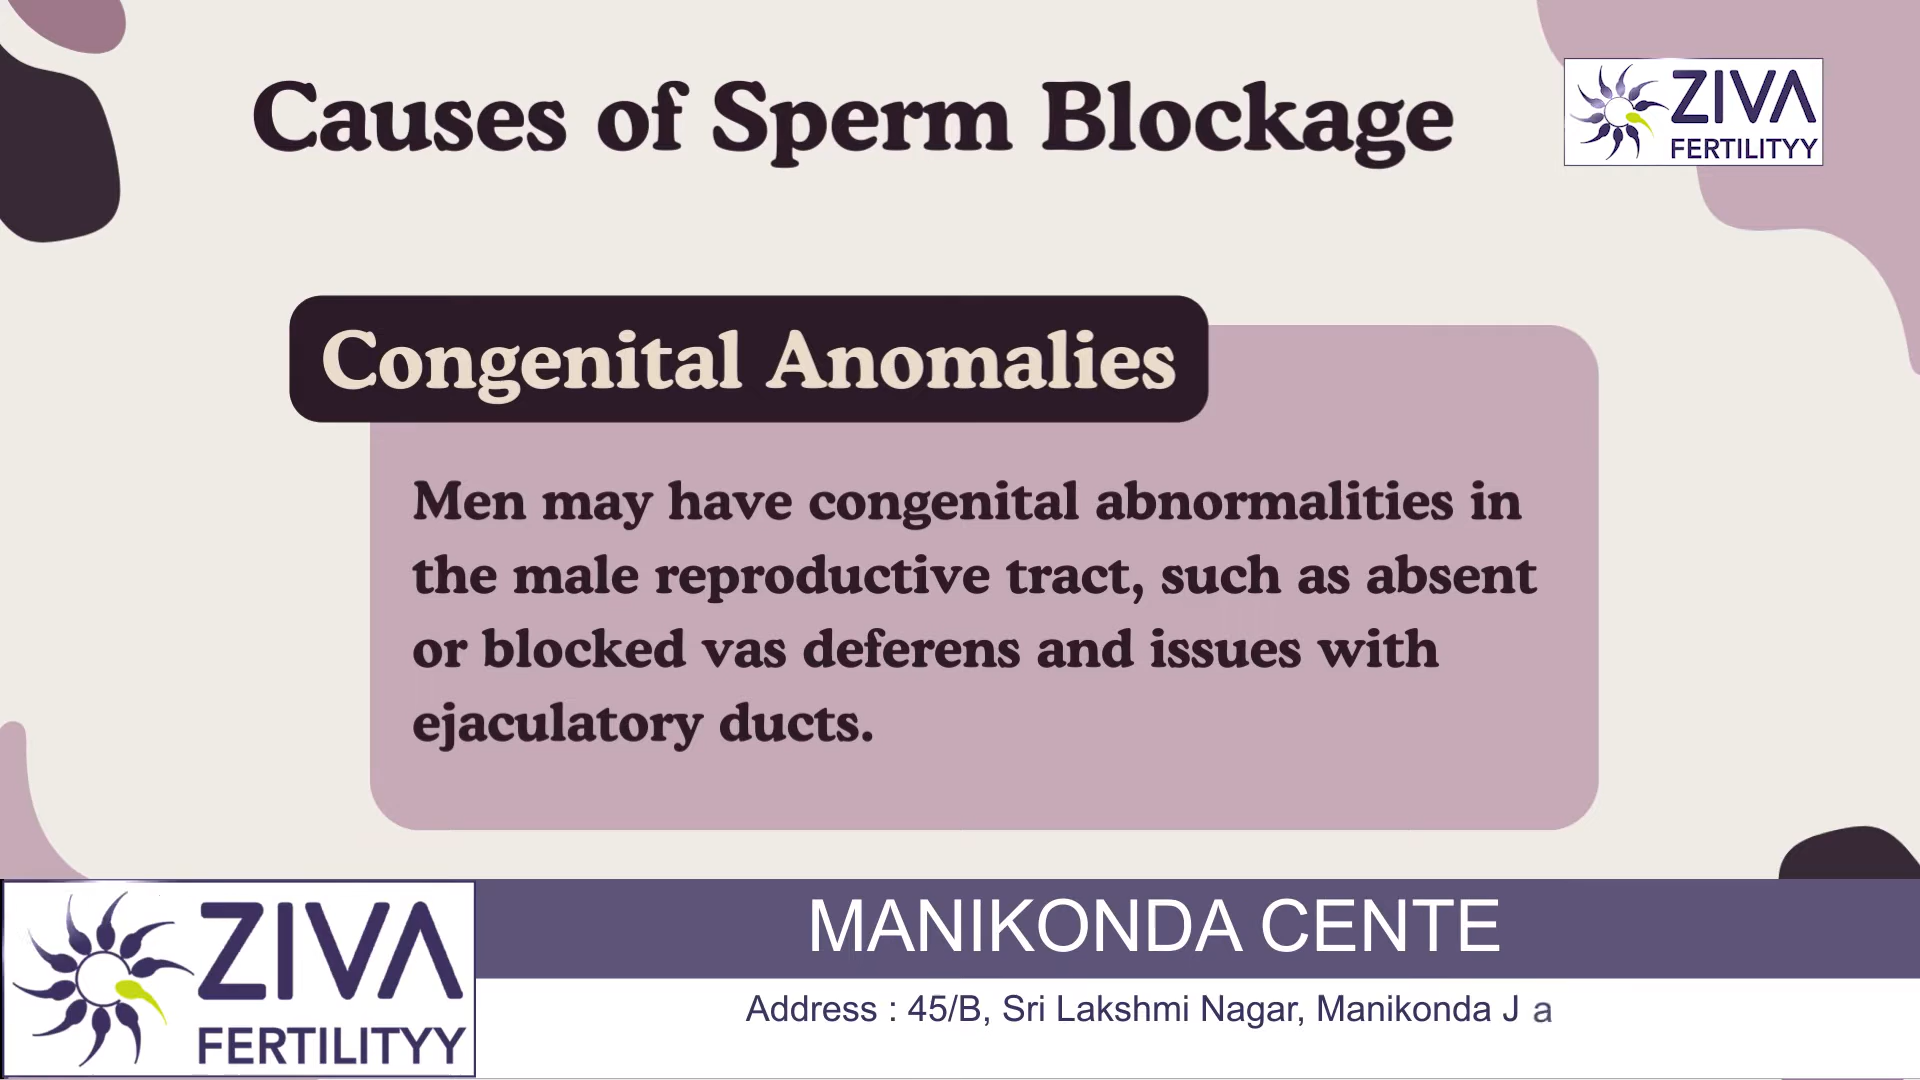 Causes of Sperm Blockage
ZIVA
FERTILITYY
Congenital Anomalies
Men may have congenital abnormalities in
the male reproductive tract, such as absent
or blocked vas deferens and issues with
ejaculatory ducts.
ZIVA
FERTILITYY
MANIKONDA CENTE
Address : 45/B, Sri Lakshmi Nagar, Manikonda J a